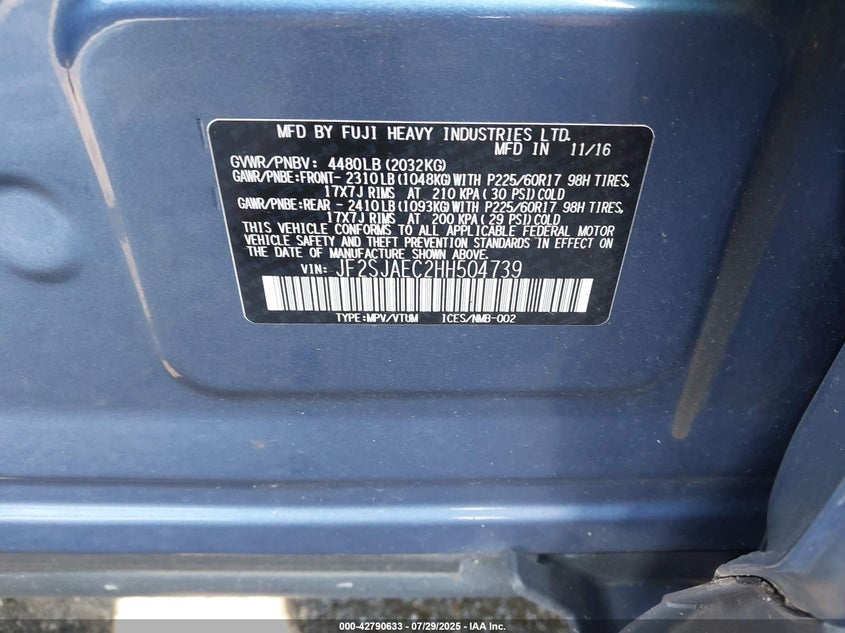 MFD BY FUJI HEAVY INDUSTRIES LTD.
MFD IN 11/16
GVWR/PNBV: 4480LB (2032KG)
GAWR/PNBE:FRONT- 2310LB (1048KG) WITH P225/60R17 98H TIRES,
17X7J RIMS AT 210 KPA ( 30 PSI) COLD
GAWR/PNBE:REAR - 2410LB (1093KG) WITH P225/60R17 98H TIRES,
17X7J RIMS AT 200 KPA ( 29 PSI) COLD
THIS VEHICLE CONFORMS TO ALL APPLICABLE FEDERAL MOTOR
VEHICLE SAFETY AND THEFT PREVENTION STANDARDS IN EFFECT ON
THE DATE OF MANUFACTURE SHOWN ABOVE.
VIN: JF2SJAEC2HH504739
TYPE:MPV/VTUM ICES/NMB-002
000-42790633 - 07/29/2025 - IAA Inc.